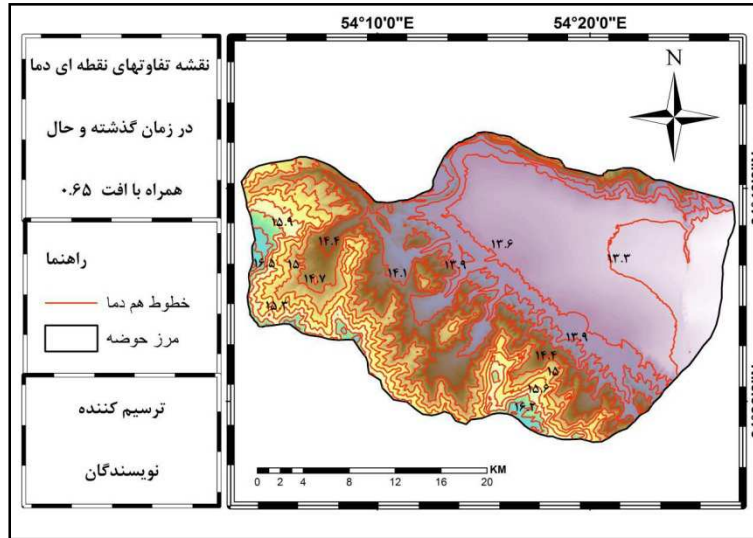 نقشه تفاوتهای نقطه ای دما
در زمان گذشته و حال
همراه با افت ۰.۶۵
راهنما
خطوط هم دما
مرز حوضه
ترسیم کننده
نویسندگان
54°10'0"E 54°20'0"E
N
۱۵.۹
۱۴.۴
۱۳.۶
۱۶.۵ ۱۵
۱۴.۷
۱۴.۱
۱۳.۹
۱۳.۳
۱۵.۳
۱۳.۹
۱۴.۴
۱۵
۱۵.۶
۱۶.۲
0 2 4 8 12 16 20 KM